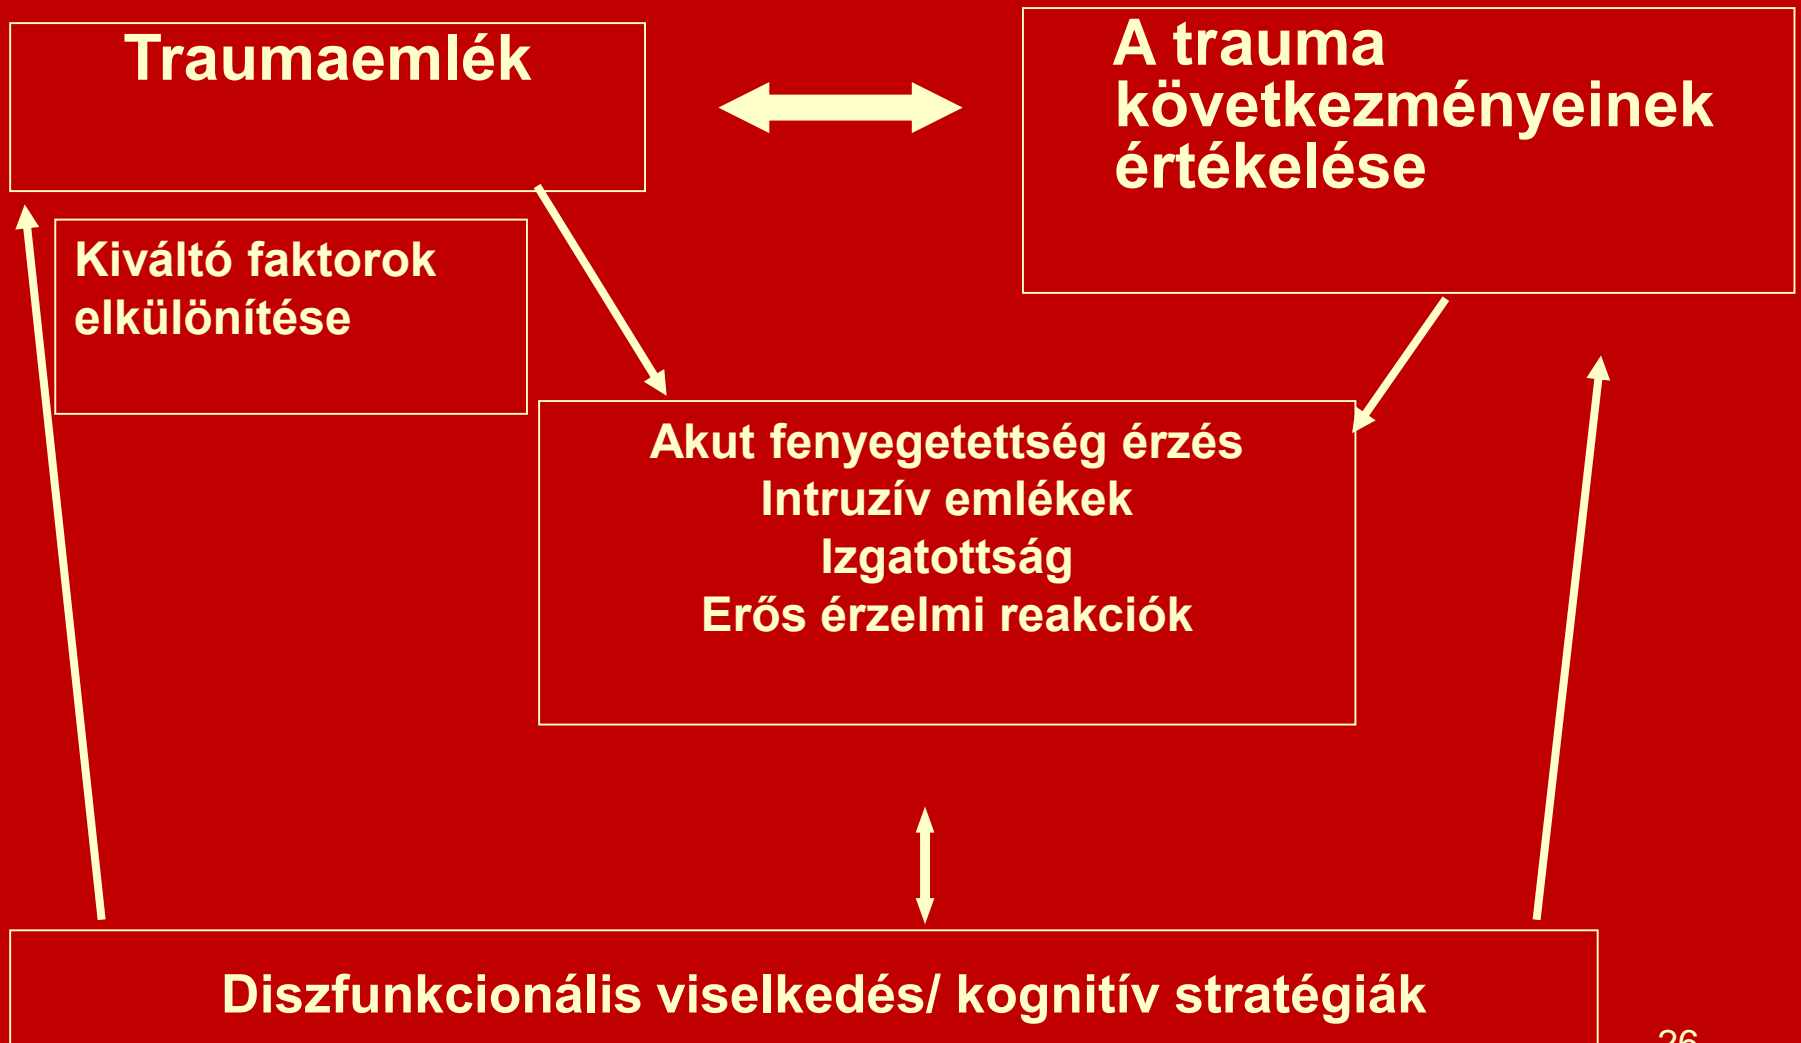 Traumaemlék
A trauma
következményeinek
értékelése
Kiváltó faktorok
elkülönítése
Akut fenyegetettség érzés
Intruzív emlékek
Izgatottság
Erős érzelmi reakciók
Diszfunkcionális viselkedés/ kognitív stratégiák
26